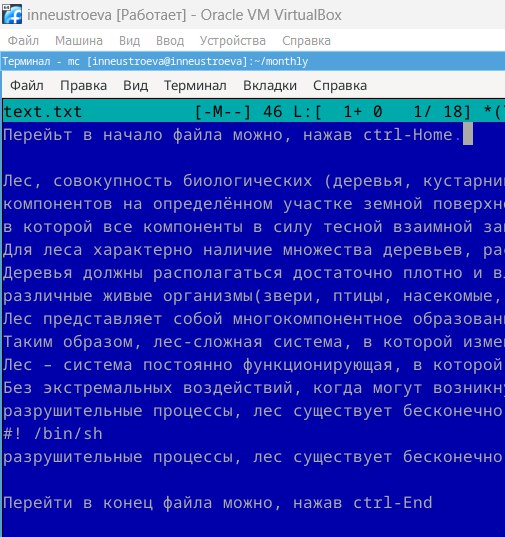 inneustroeva [Работает] - Oracle VM VirtualBox
Файл Машина Вид Ввод Устройства Справка
Терминал - mc [inneustroeva@inneustroeva]:~/monthly
Файл Правка Вид Терминал Вкладки Справка
text.txt [-M--] 46 L:[ 1+ 0 1/ 18] *(
Перейьт в начало файла можно, нажав ctrl-Home.
Лес, совокупность биологических (деревья, кустарни
компонентов на определённом участке земной поверхно
в которой все компоненты в силу тесной взаимной за
Для леса характерно наличие множества деревьев, ра
Деревья должны располагаться достаточно плотно и в
различные живые организмы(звери, птицы, насекомые,
Лес представляет собой многокомпонентное образован
Таким образом, лес-сложная система, в которой изме
Лес – система постоянно функционирующая, в которой
Без экстремальных воздействий, когда могут возникн
разрушительные процессы, лес существует бесконечно
#! /bin/sh
разрушительные процессы, лес существует бесконечно
Перейти в конец файла можно, нажав ctrl-End